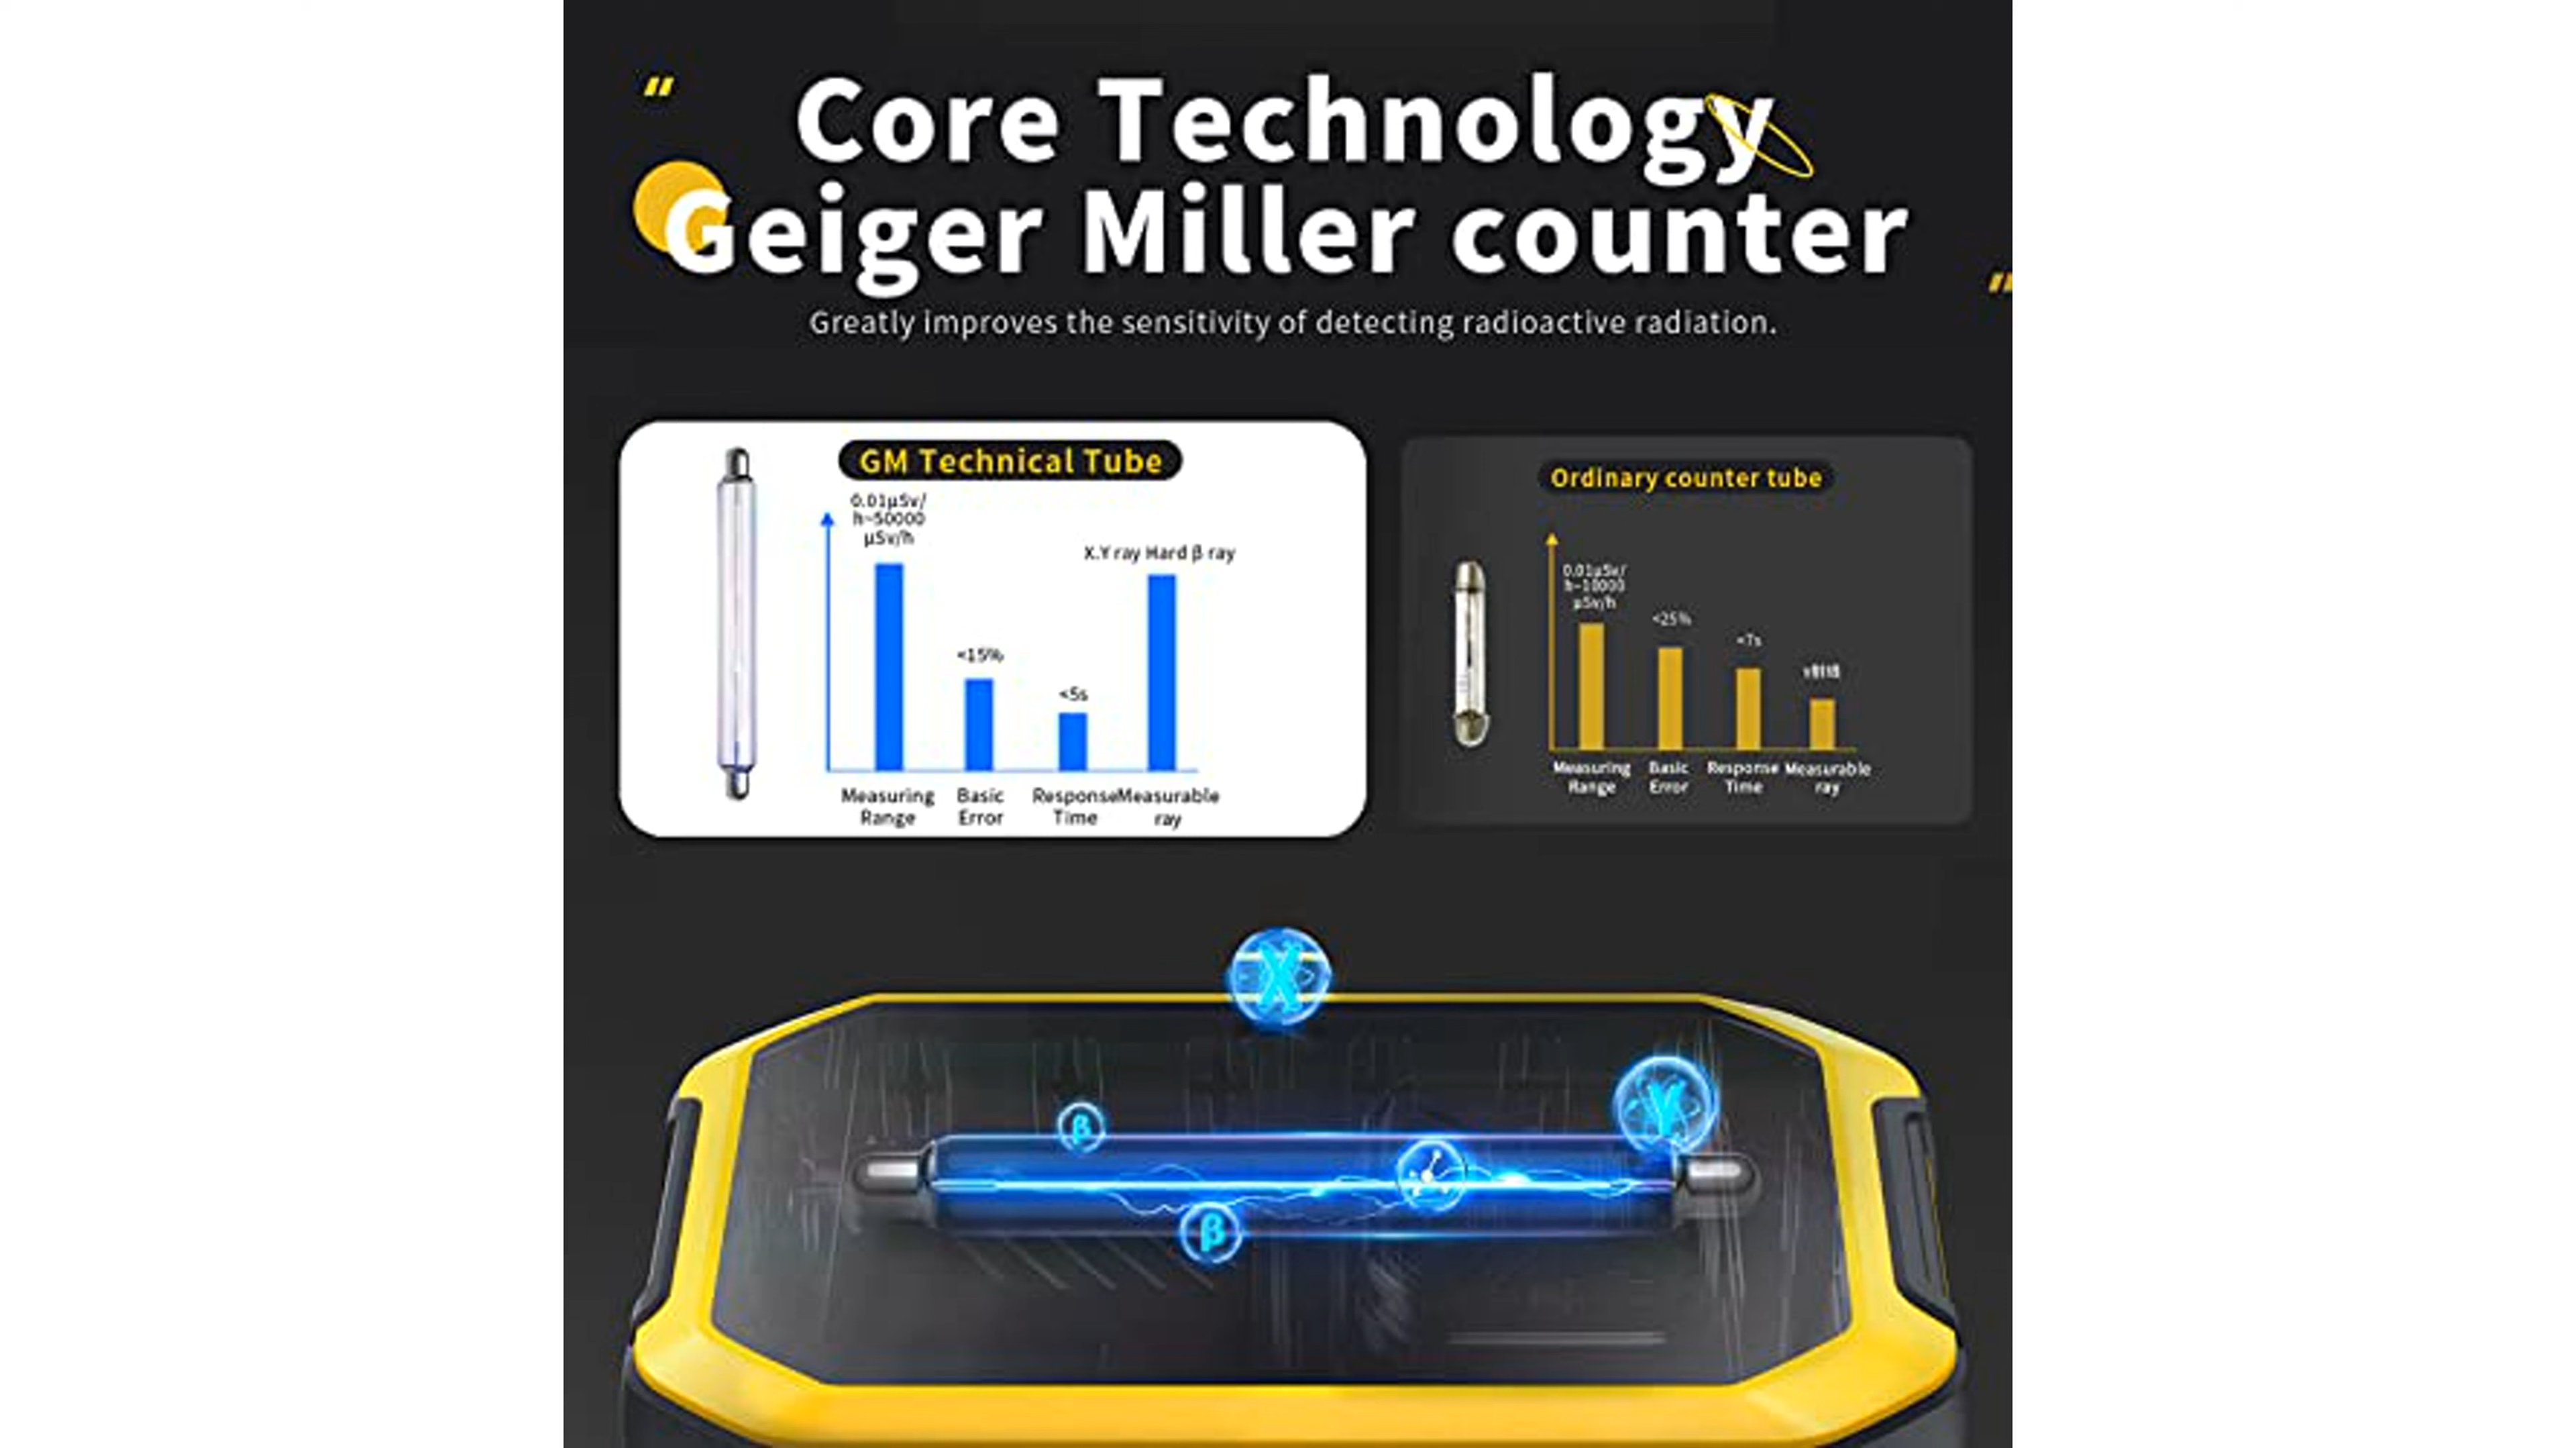 Core Technology
Geiger Miller counter
Greatly improves the sensitivity of detecting radioactive radiation.
GM Technical Tube
0.01μSv/
h~50000
μSv/h
X.Y ray Hard β ray
<15%
<5s
Measuring
Range
Basic
Error
Response
Time
Measurable
ray
Ordinary counter tube
0.01μSv/
h~10000
μSv/h
<25%
<7s
Measuring
Range
Basic
Error
Response
Time
Measurable
ray
X
γ
β
β